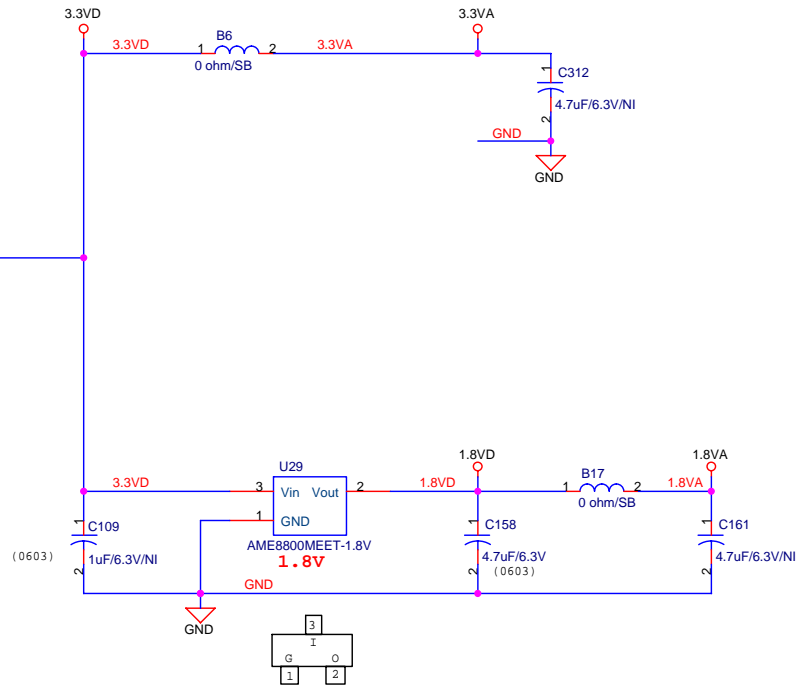 3.3VD
3.3VA
3.3VD
1
B6
2
3.3VA
0 ohm/SB
1
C312
4.7uF/6.3V/NI
2
GND
GND
U29
1.8VD
1.8VA
3.3VD
3
Vin
Vout
2
1.8VD
1
B17
2
1.8VA
0 ohm/SB
1
GND
1
C109
1
C158
1
C161
AME8800MEET-1.8V
1.8V
(0603)
1uF/6.3V/NI
2
4.7uF/6.3V
(0603)
2
4.7uF/6.3V/NI
2
GND
GND
3
I
G
O
1
2